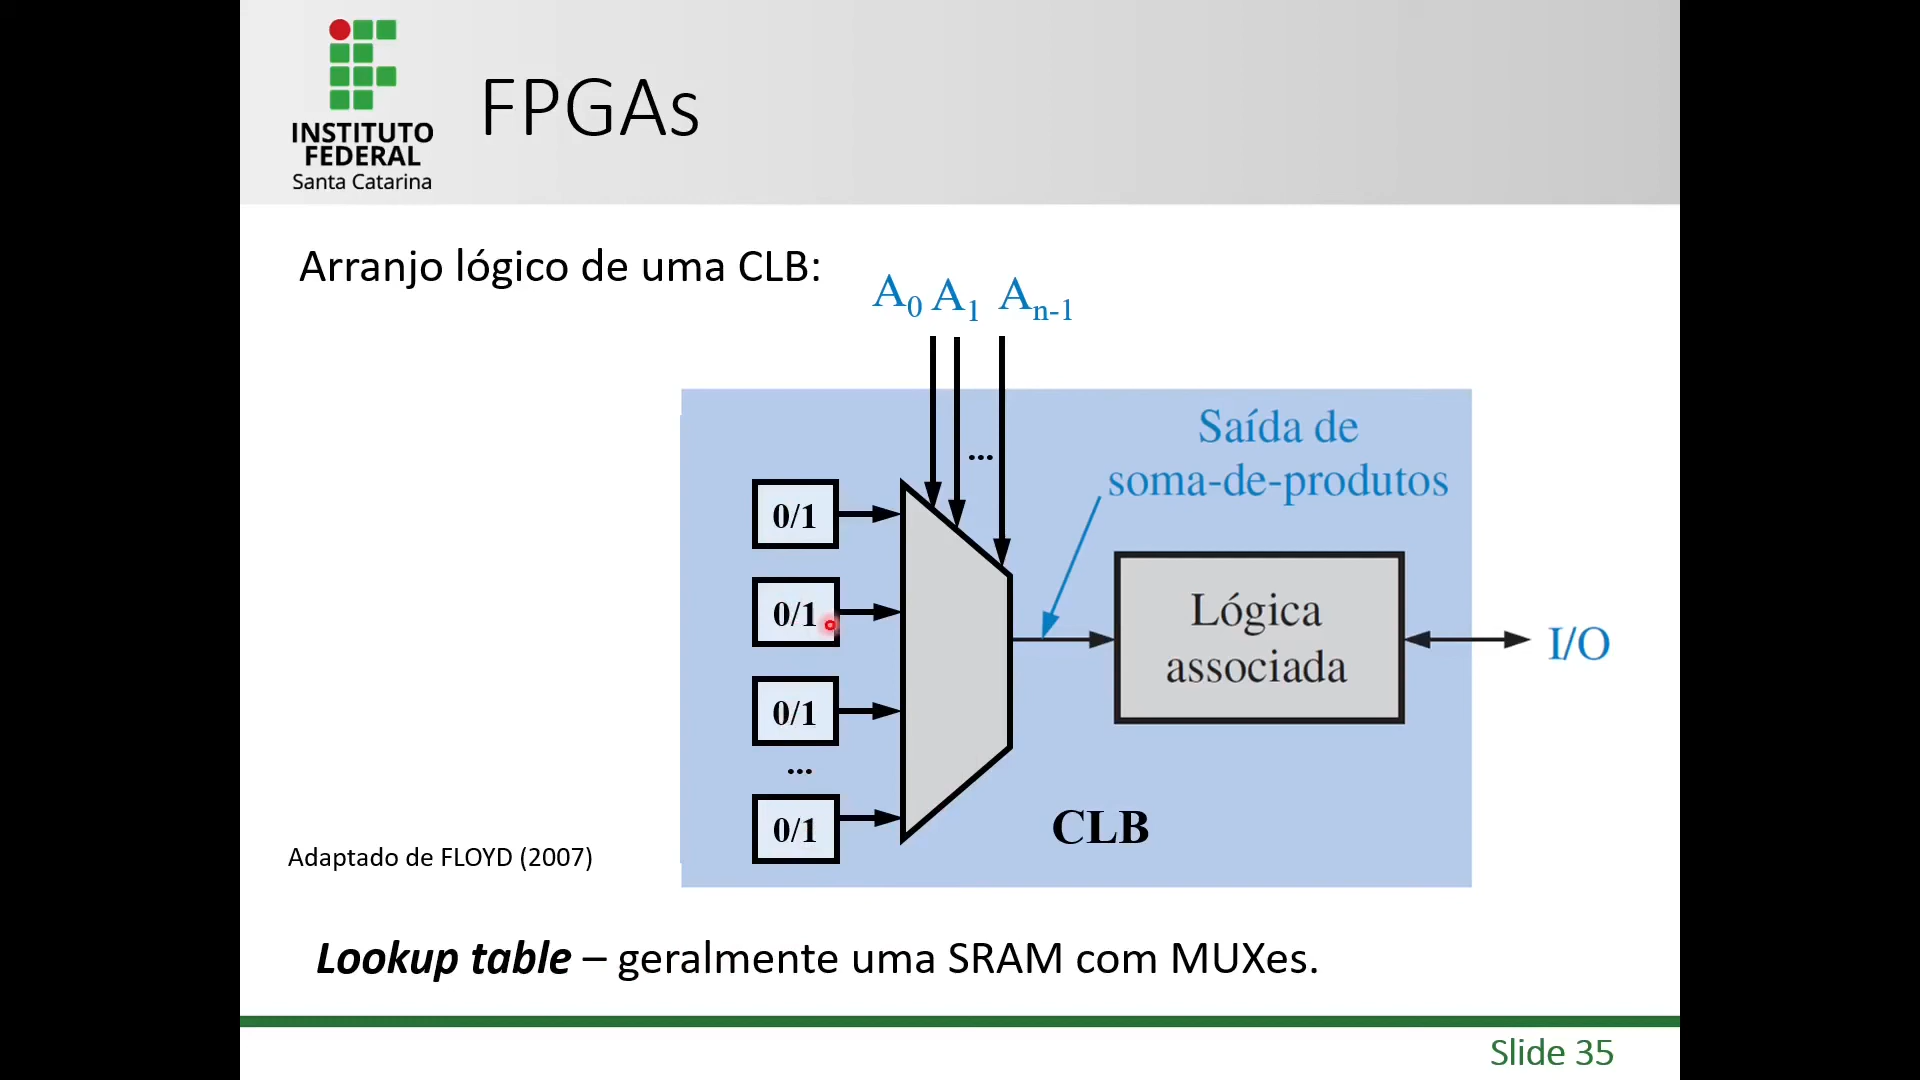 INSTITUTO
FEDERAL
Santa Catarina
FPGAs
Arranjo lógico de uma CLB:
A0 A1 An-1
...
Saída de
soma-de-produtos
0/1
0/1
0/1
...
0/1
Lógica
associada
I/O
CLB
Adaptado de FLOYD (2007)
Lookup table – geralmente uma SRAM com MUXes.
Slide 35